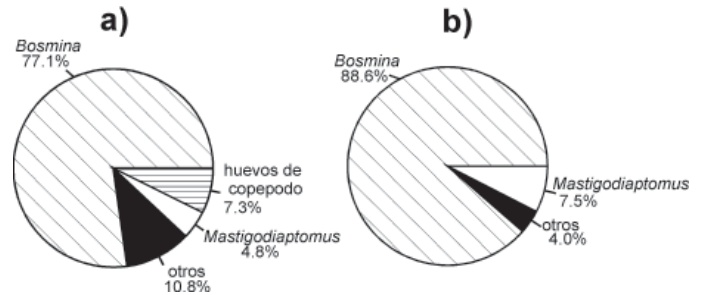 a)
Bosmina
77.1%
huevos de
copepodo
7.3%
Mastigodiaptomus
4.8%
otros
10.8%
b)
Bosmina
88.6%
Mastigodiaptomus
7.5%
otros
4.0%